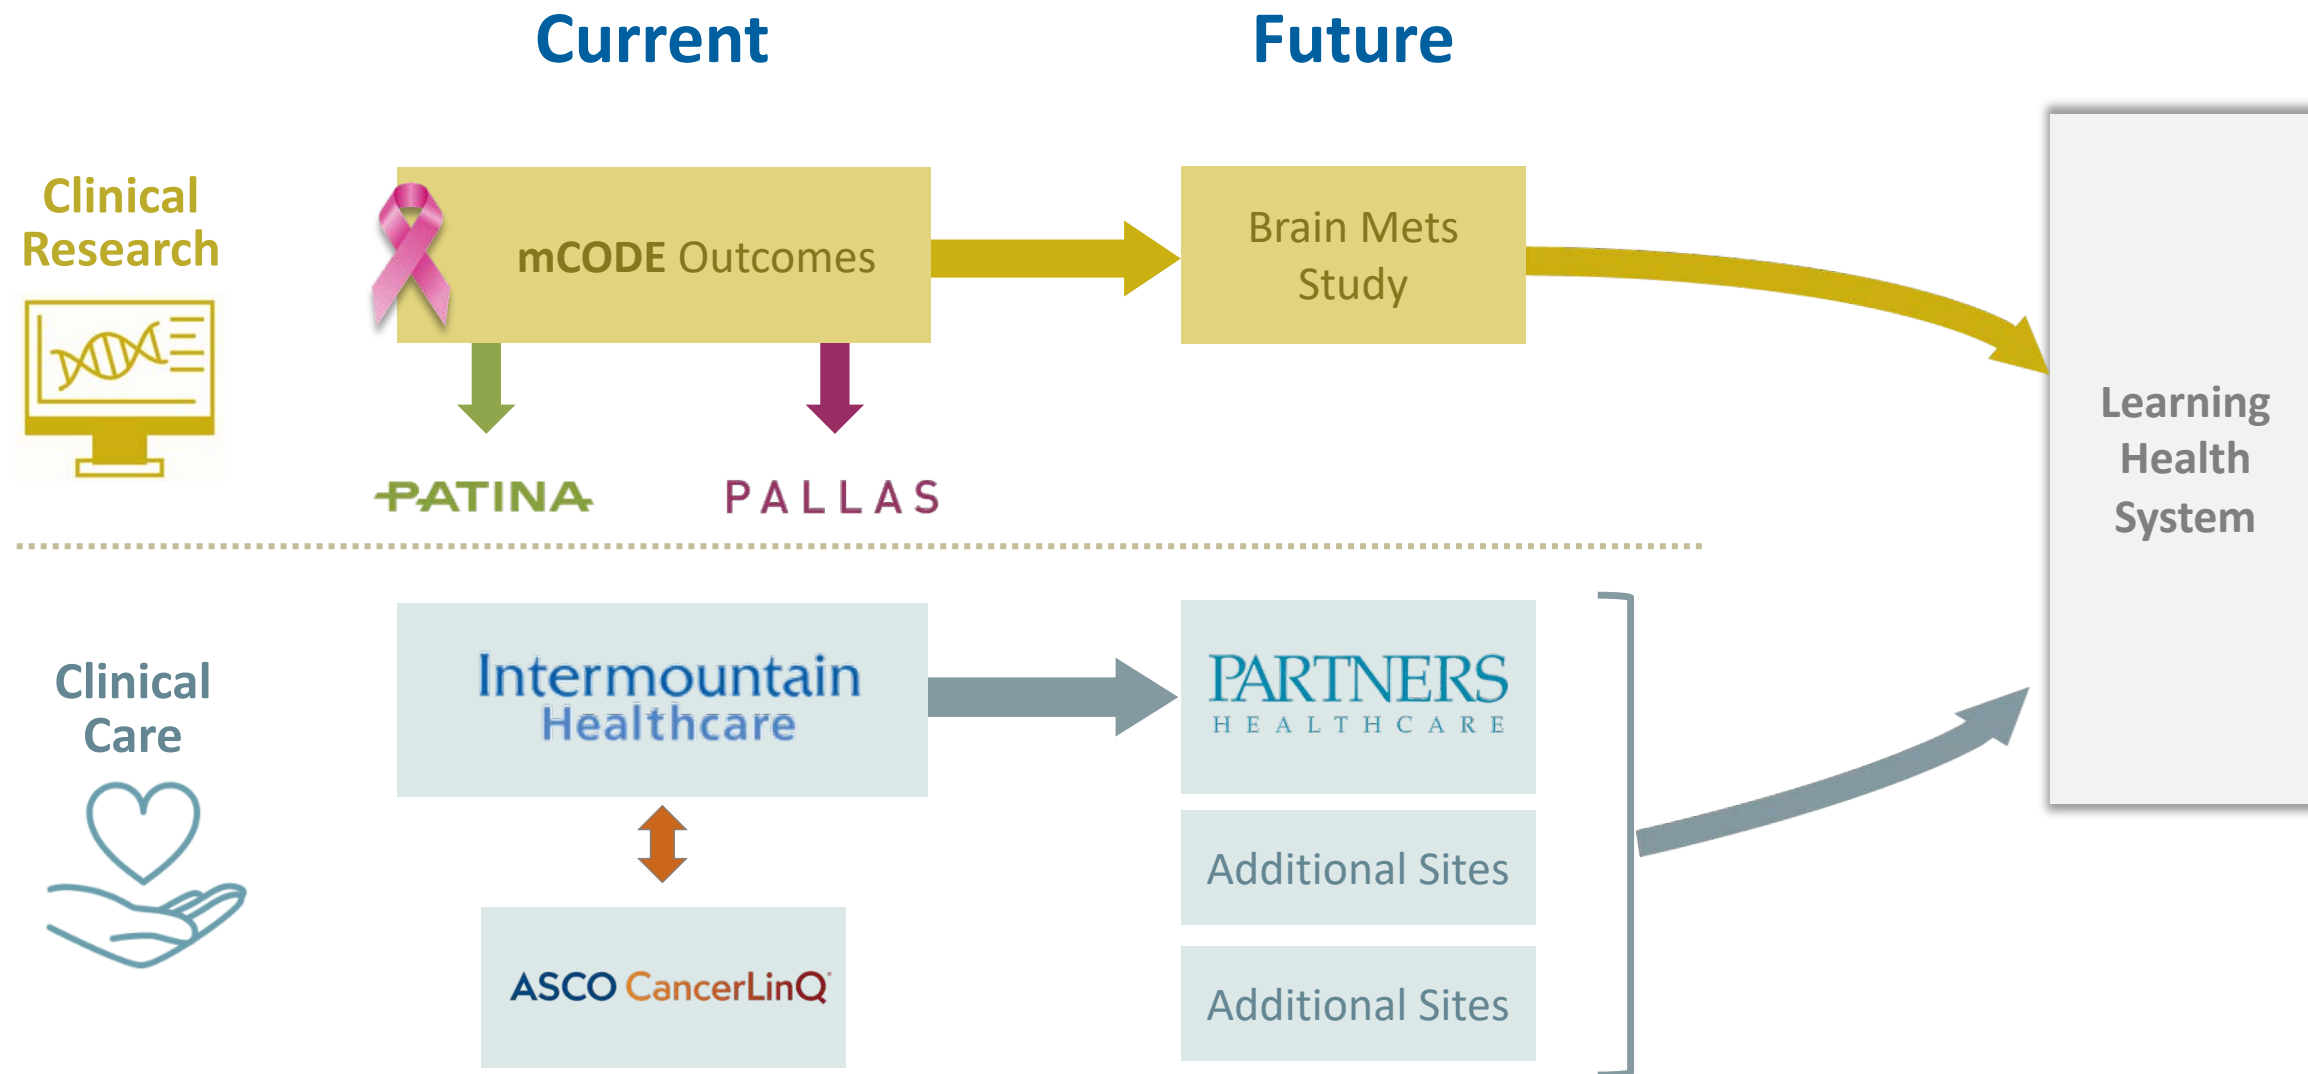 Current
Future
Clinical
Research
mCODE Outcomes
Brain Mets
Study
PATINA
PALLAS
Learning
Health
System
Clinical
Care
Intermountain
Healthcare
PARTNERS
HEALTHCARE
Additional Sites
ASCO CancerLinQ
Additional Sites